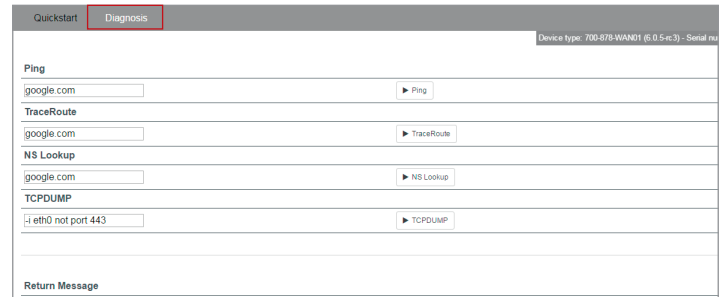 Quickstart Diagnosis
Device type: 700-878-WAN01 (6.0.5-rc3) - Serial nu
Ping
google.com ▶ Ping
TraceRoute
google.com ▶ TraceRoute
NS Lookup
google.com ▶ NS Lookup
TCPDUMP
-i eth0 not port 443 ▶ TCPDUMP
Return Message